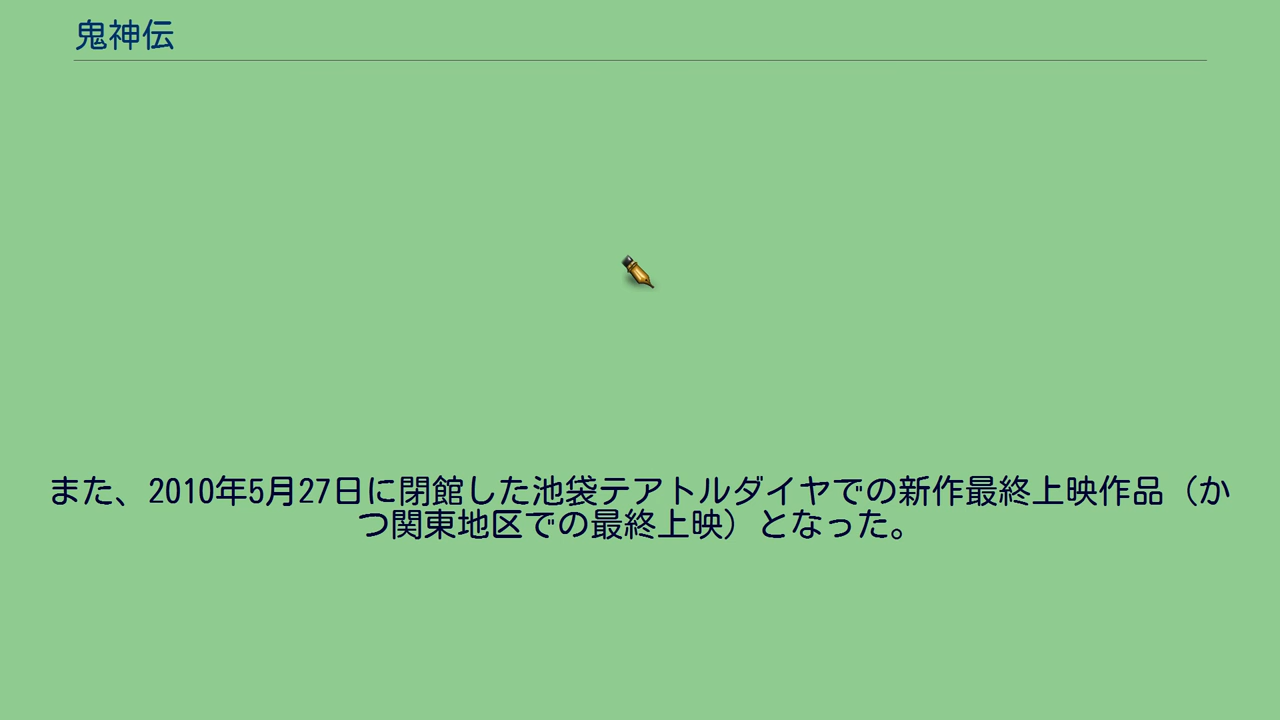 鬼神伝
また、2010年5月27日に閉館した池袋テアトルダイヤでの新作最終上映作品（か
つ関東地区での最終上映）となった。